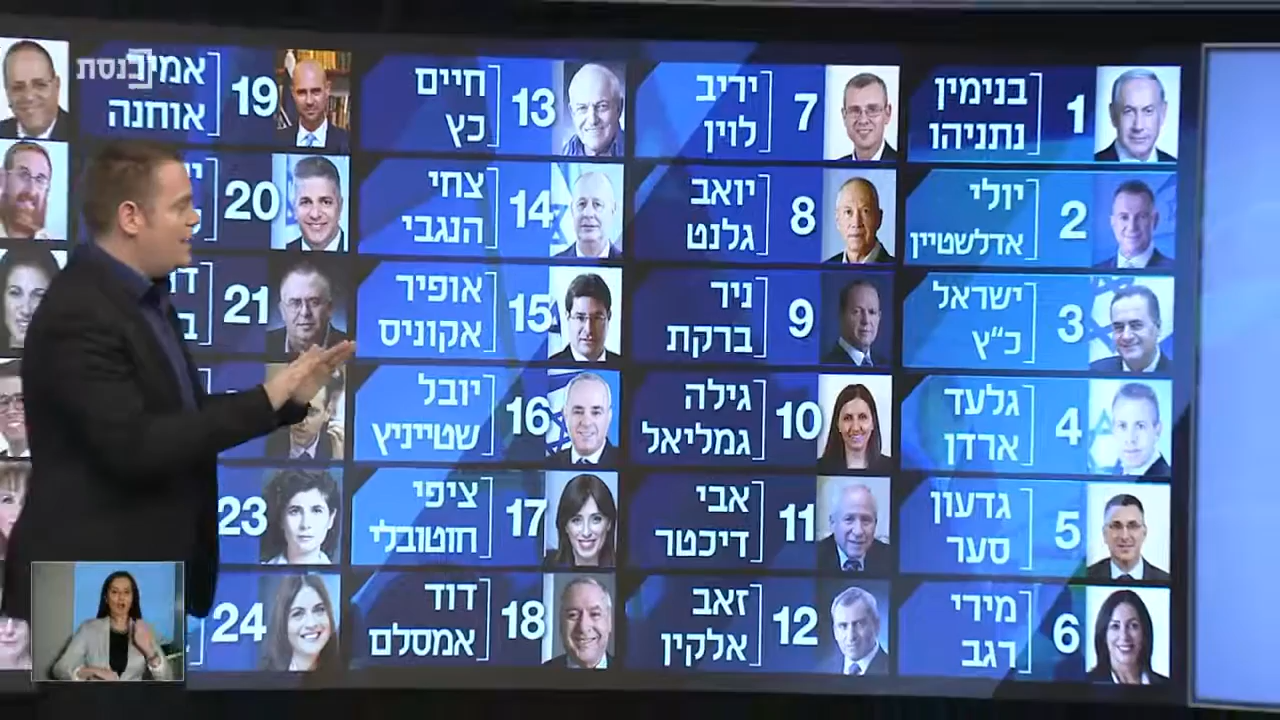 כנסת
1
בנימין
נתניהו
2
יולי
אדלשטיין
3
ישראל
כ"ץ
4
גלעד
ארדן
5
גדעון
סער
6
מירי
רגב
7
יריב
לוין
8
יואב
גלנט
9
ניר
ברקת
10
גילה
גמליאל
11
אבי
דיכטר
12
זאב
אלקין
13
חיים
כץ
14
צחי
הנגבי
15
אופיר
אקוניס
16
יובל
שטייניץ
17
ציפי
חוטובלי
18
דוד
אמסלם
19
אמיר
אוחנה
20
21
23
24